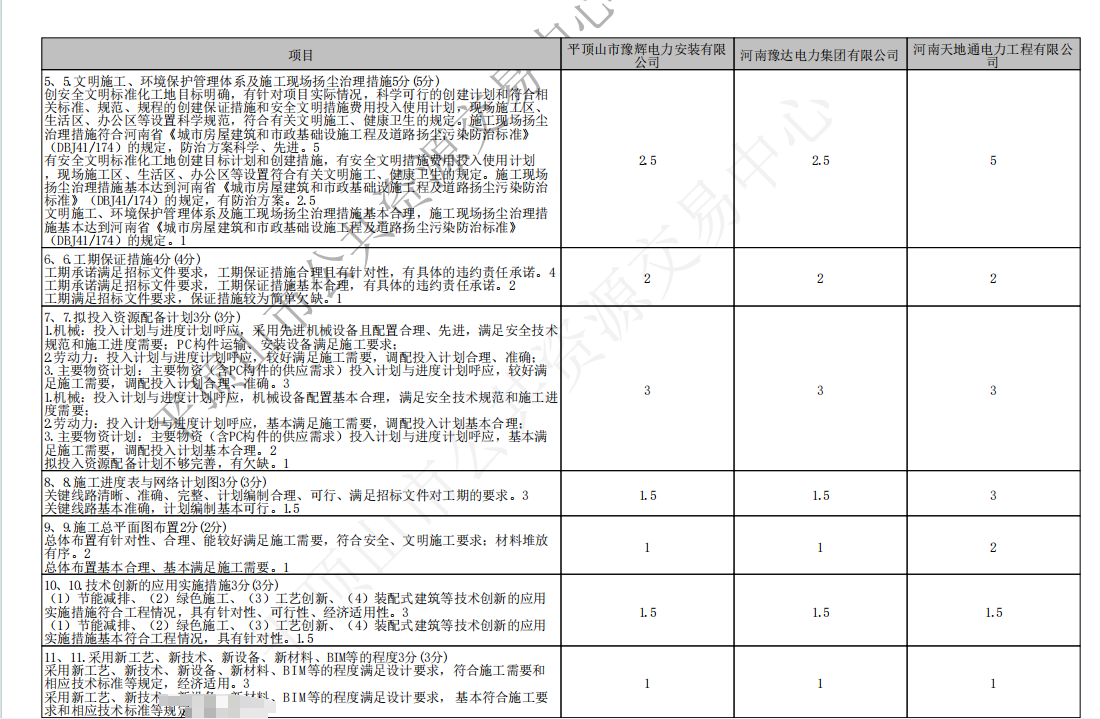 项目
平顶山市豫辉电力安装有限
公司
河南豫达电力集团有限公司
河南天地通电力工程有限公
司
5、5.文明施工、环境保护管理体系及施工现场扬尘治理措施5分(5分)
创安全文明标准化工地目标明确，有针对项目实际情况，科学可行的创建计划和符合相
关标准、规范、规程的创建保证措施和安全文明措施费用投入使用计划，现场施工区、
生活区、办公区等设置科学规范，符合有关文明施工、健康卫生的规定。施工现场扬尘
治理措施符合河南省《城市房屋建筑和市政基础设施工程及道路扬尘污染防治标准》
（DBJ41/174）的规定，防治方案科学、先进。5
有安全文明标准化工地创建目标计划和创建措施，有安全文明措施费用投入使用计划
，现场施工区、生活区、办公区等设置符合有关文明施工、健康卫生的规定。施工现场
扬尘治理措施基本达到河南省《城市房屋建筑和市政基础设施工程及道路扬尘污染防治
标准》（DBJ41/174）的规定，有防治方案。2.5
文明施工、环境保护管理体系及施工现场扬尘治理措施基本合理，施工现场扬尘治理措
施基本达到河南省《城市房屋建筑和市政基础设施工程及道路扬尘污染防治标准》
（DBJ41/174）的规定。1
2.5
2.5
5
6、6.工期保证措施4分(4分)
工期承诺满足招标文件要求，工期保证措施合理且有针对性，有具体的违约责任承诺。4
工期承诺满足招标文件要求，工期保证措施基本合理，有具体的违约责任承诺。2
工期满足招标文件要求，保证措施较为简单欠缺。1
2
2
2
7、7.拟投入资源配备计划3分(3分)
1.机械：投入计划与进度计划呼应，采用先进机械设备且配置合理、先进，满足安全技术
规范和施工进度需要；PC构件运输、安装设备满足施工要求；
2.劳动力：投入计划与进度计划呼应，较好满足施工需要，调配投入计划合理、准确；
3.主要物资计划：主要物资（含PC构件的供应需求）投入计划与进度计划呼应，较好满
足施工需要，调配投入计划合理、准确。3
1.机械：投入计划与进度计划呼应，机械设备配置基本合理，满足安全技术规范和施工进
度需要；
2.劳动力：投入计划与进度计划呼应，基本满足施工需要，调配投入计划基本合理；
3.主要物资计划：主要物资（含PC构件的供应需求）投入计划与进度计划呼应，基本满
足施工需要，调配投入计划基本合理。2
拟投入资源配备计划不够完善，有欠缺。1
3
3
3
8、8.施工进度表与网络计划图3分(3分)
关键线路清晰、准确、完整、计划编制合理、可行、满足招标文件对工期的要求。3
关键线路基本准确，计划编制基本可行。1.5
1.5
1.5
3
9、9.施工总平面图布置2分(2分)
总体布置有针对性、合理、能较好满足施工需要，符合安全、文明施工要求；材料堆放
有序。2
总体布置基本合理、基本满足施工需要。1
1
1
2
10、10.技术创新的应用实施措施3分(3分)
（1）节能减排、（2）绿色施工、（3）工艺创新、（4）装配式建筑等技术创新的应用
实施措施符合工程情况，具有针对性、可行性、经济适用性。3
（1）节能减排、（2）绿色施工、（3）工艺创新、（4）装配式建筑等技术创新的应用
实施措施基本符合工程情况，具有针对性。1.5
1.5
1.5
1.5
11、11.采用新工艺、新技术、新设备、新材料、BIM等的程度3分(3分)
采用新工艺、新技术、新设备、新材料、BIM等的程度满足设计要求，符合施工需要和
相应技术标准等规定，经济适用。3
采用新工艺、新技术、新设备、新材料、BIM等的程度满足设计要求，基本符合施工要
求和相应技术标准等规定
1
1
1
平顶山市公共资源交易中心
平顶山市公共资源交易中心